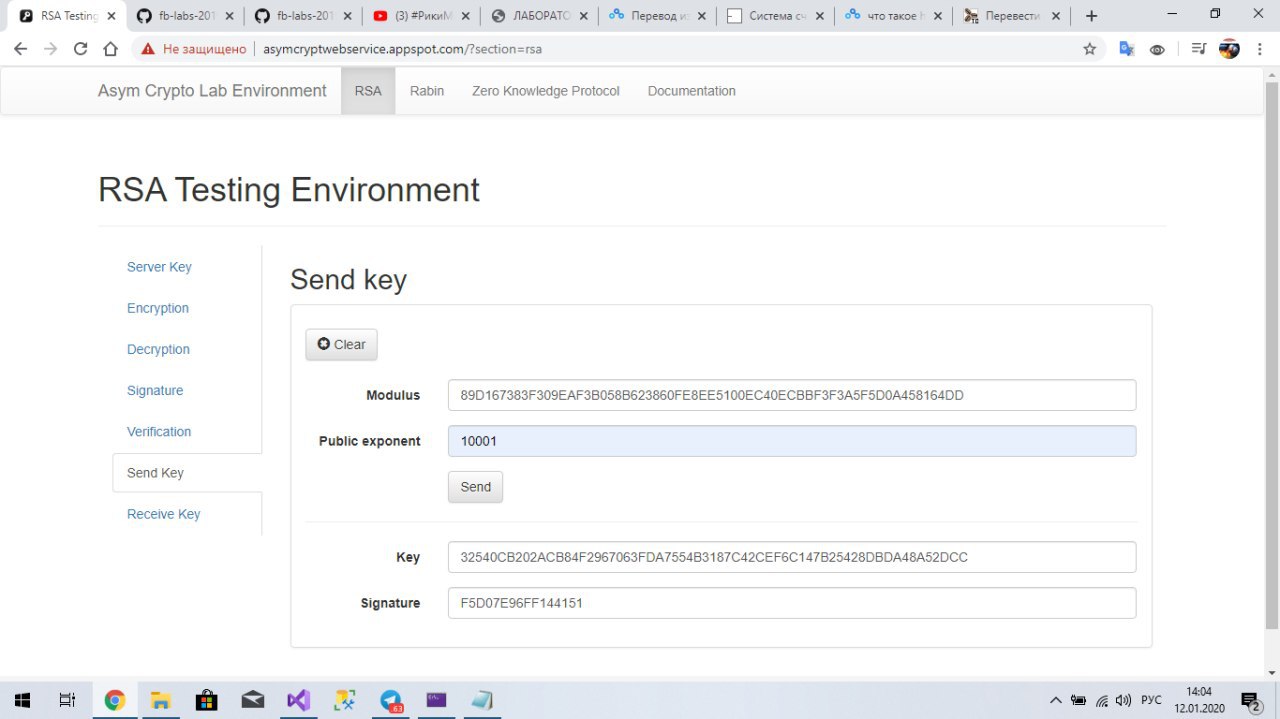 RSA Testing
fb-labs-201
fb-labs-201
(3) #РикиМ
ЛАБОРАТО
Перевод из
Система с
что такое
Перевести
Не защищено | asymcryptwebservice.appspot.com/?section=rsa
Asym Crypto Lab Environment RSA Rabin Zero Knowledge Protocol Documentation
RSA Testing Environment
Server Key
Encryption
Decryption
Signature
Verification
Send Key
Receive Key
Send key
Clear
Modulus 89D167383F309EAF3B058B623860FE8EE5100EC40ECBBF3F3A5F5D0A458164DD
Public exponent 10001
Send
Key 32540CB202ACB84F2967063FDA7554B3187C42CEF6C147B25428DBDA48A52DCC
Signature F5D07E96FF144151
63
РУС
14:04
12.01.2020
2